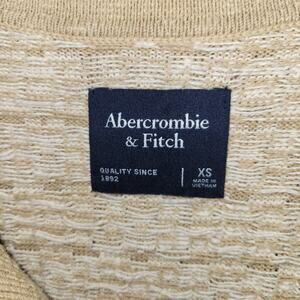 Abercrombie
& Fitch
QUALITY SINCE
1892
XS
MADE IN
VIETNAM